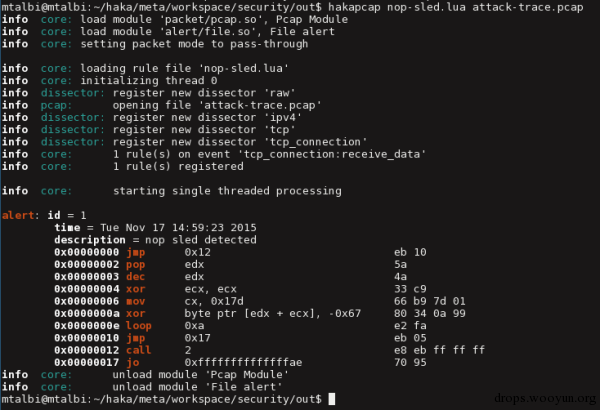 mtalbi@mtalbi:~/haka/meta/workspace/security/out$ hakapcap nop-sled.lua attack-trace.pcap
info core: load module 'packet/pcap.so', Pcap Module
info core: load module 'alert/file.so', File alert
info core: setting packet mode to pass-through
info core: loading rule file 'nop-sled.lua'
info core: initializing thread 0
info dissector: register new dissector 'raw'
info pcap: opening file 'attack-trace.pcap'
info dissector: register new dissector 'ipv4'
info dissector: register new dissector 'tcp'
info dissector: register new dissector 'tcp_connection'
info core: 1 rule(s) on event 'tcp_connection:receive_data'
info core: 1 rule(s) registered
info core: starting single threaded processing
alert: id = 1
time = Tue Nov 17 14:59:23 2015
description = nop sled detected
0x00000000 jmp 0x12 eb 10
0x00000002 pop edx 5a
0x00000003 dec edx 4a
0x00000004 xor ecx, ecx 33 c9
0x00000006 mov cx, 0x17d 66 b9 7d 01
0x0000000a xor byte ptr [edx + ecx], -0x67 80 34 0a 99
0x0000000e loop 0xa e2 fa
0x00000010 jmp 0x17 eb 05
0x00000012 call 2 e8 eb ff ff ff
0x00000017 jo 0xffffffffffffffae 70 95
info core: unload module 'Pcap Module'
info core: unload module 'File alert'
mtalbi@mtalbi:~/haka/meta/workspace/security/out$
drops.wooyun.org